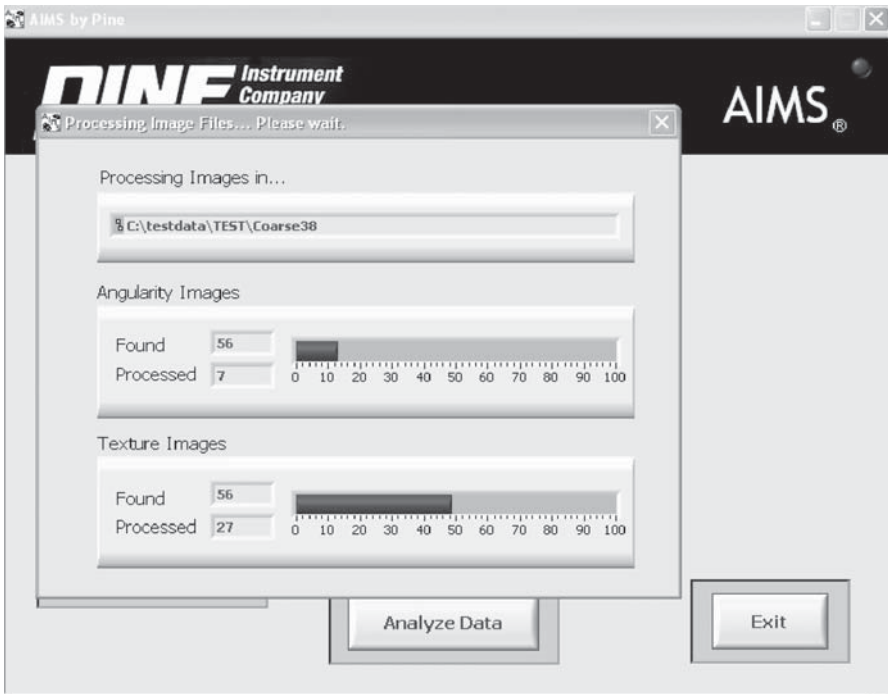 AIMS by Pine
Instrument
Company
AIMS®
Processing Image Files... Please wait.
Processing Images in...
C:\testdata\TEST\Coarse38
Angularity Images
Found 56
Processed 7
0 10 20 30 40 50 60 70 80 90 100
Texture Images
Found 56
Processed 27
0 10 20 30 40 50 60 70 80 90 100
Analyze Data
Exit